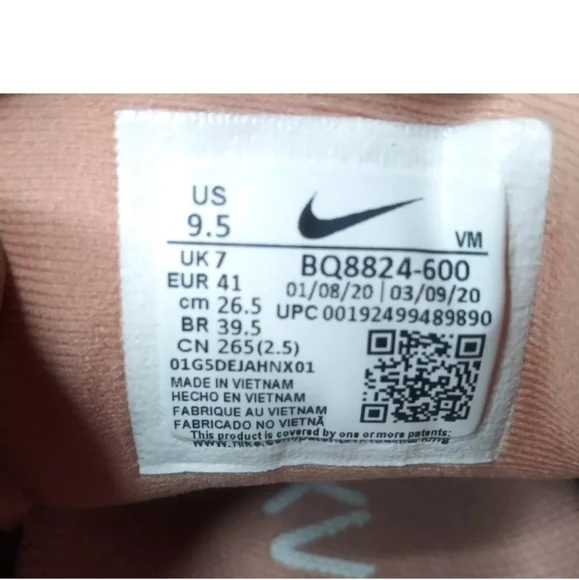 US
9.5
VM
UK 7
EUR 41
cm 26.5
BR 39.5
CN 265(2.5)
BQ8824-600
01/08/20 | 03/09/20
UPC 00192499489890
01G5DEJAHNX01
MADE IN VIETNAM
HECHO EN VIETNAM
FABRIQUE AU VIETNAM
FABRICADO NO VIETNÃ
This product is covered by one or more patents: